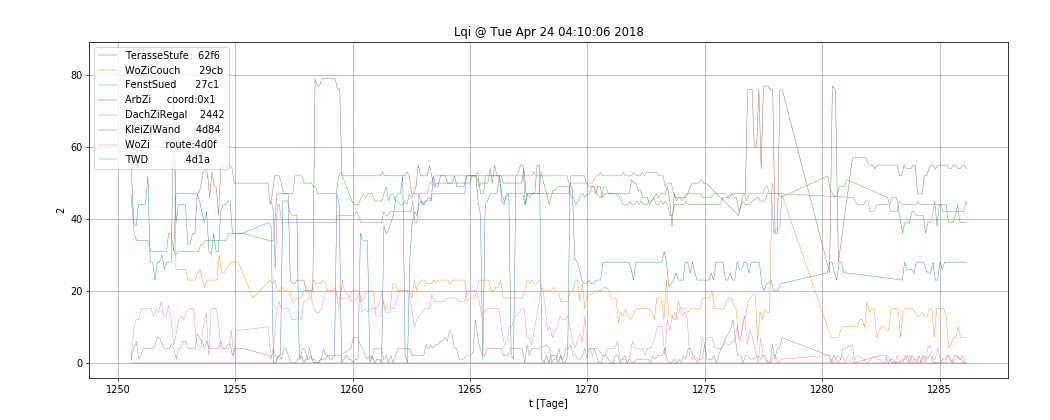 Lqi @ Tue Apr 24 04:10:06 2018
TerasseStufe 62f6
WoZiCouch 29cb
FenstSued 27c1
ArbZi coord:0x1
DachZiRegal 2442
KleiZiWand 4d84
WoZi route:4d0f
TWD 4d1a
80
60
40
20
0
2
1250 1255 1260 1265 1270 1275 1280 1285
t [Tage]